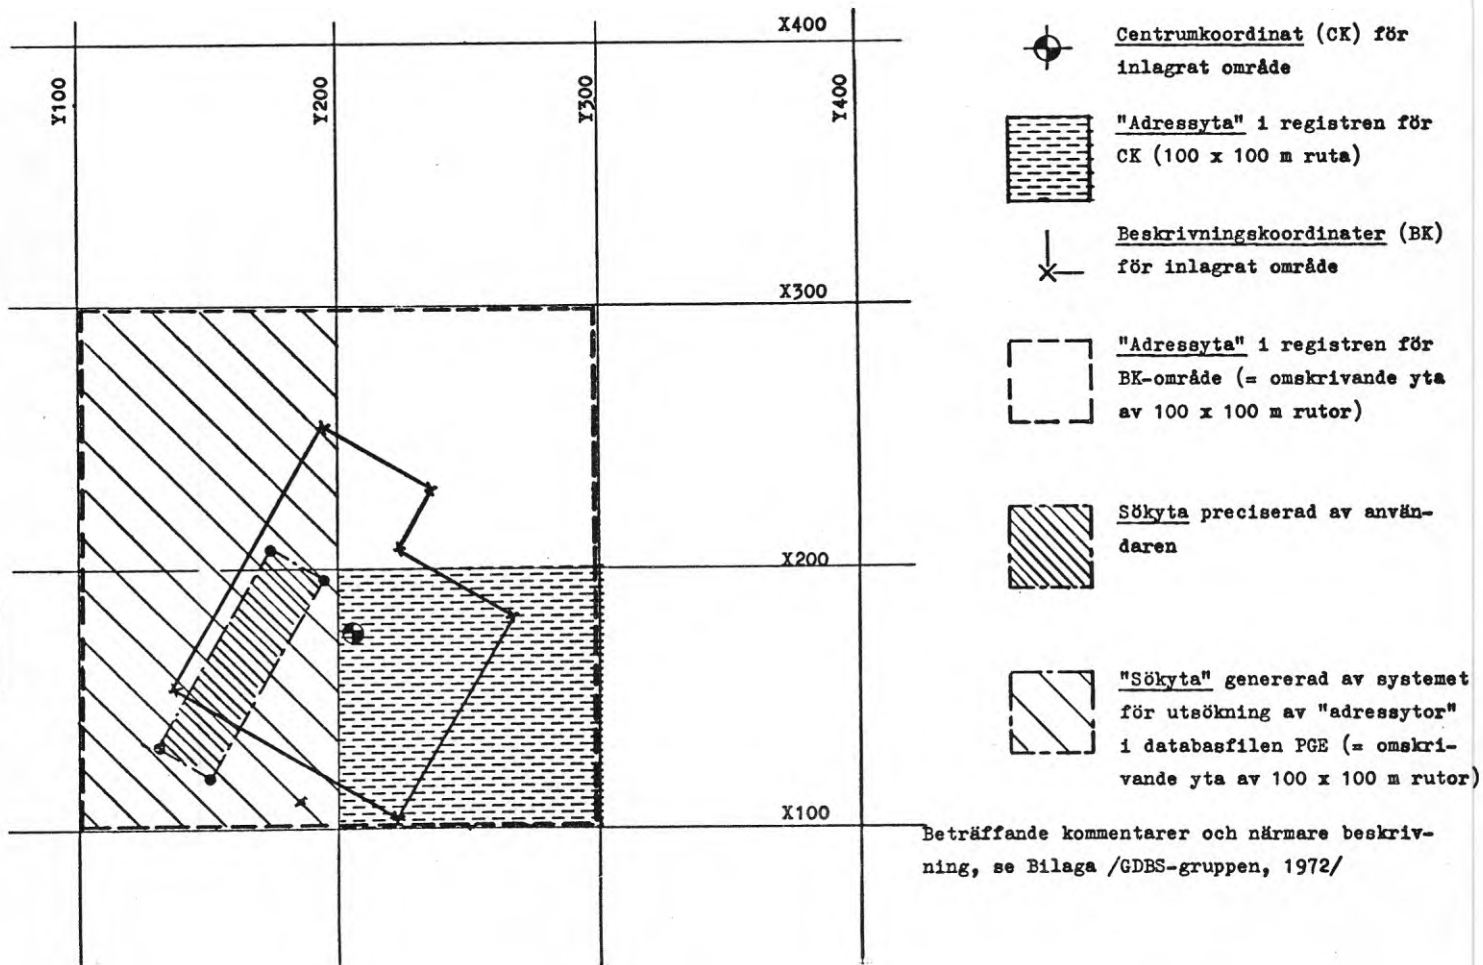 X400
Y100
Y200
Y300
Y400
X300
X200
X100
Centrumkoordinat (CK) för
inlagrat område
"Adressyta" i registren för
CK (100 x 100 m ruta)
Beskrivningskoordinater (BK)
för inlagrat område
"Adressyta" i registren för
BK-område (= omskrivande yta
av 100 x 100 m rutor)
Sökyta preciserad av använ-
daren
"Sökyta" genererad av systemet
för utsökning av "adressytor"
i databasfilen PGE (= omskri-
vande yta av 100 x 100 m rutor)
Beträffande kommentarer och närmare beskriv-
ning, se Bilaga /GDBS-gruppen, 1972/